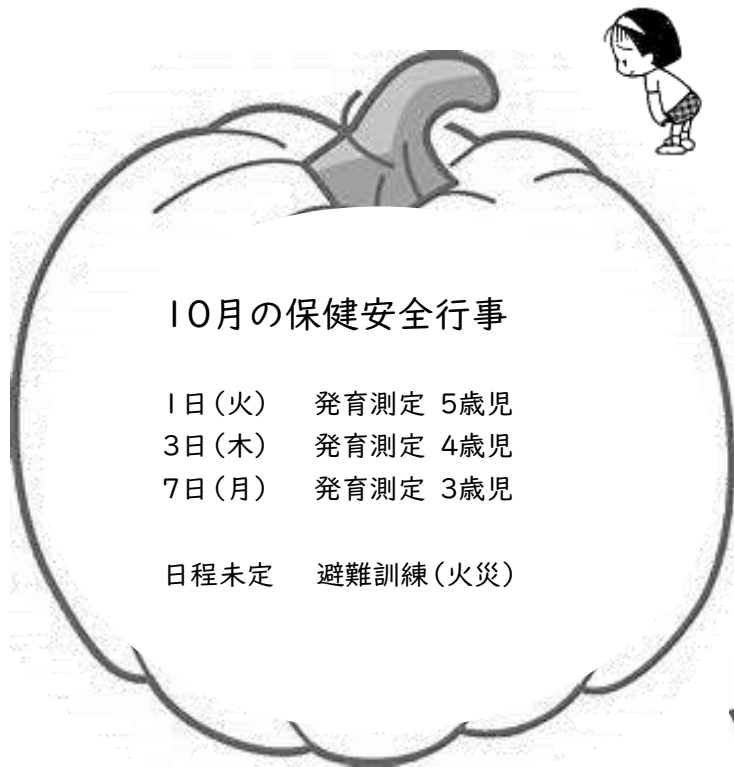 10月の保健安全行事
1日(火) 発育測定 5歳児
3日(木) 発育測定 4歳児
7日(月) 発育測定 3歳児
日程未定 避難訓練(火災)